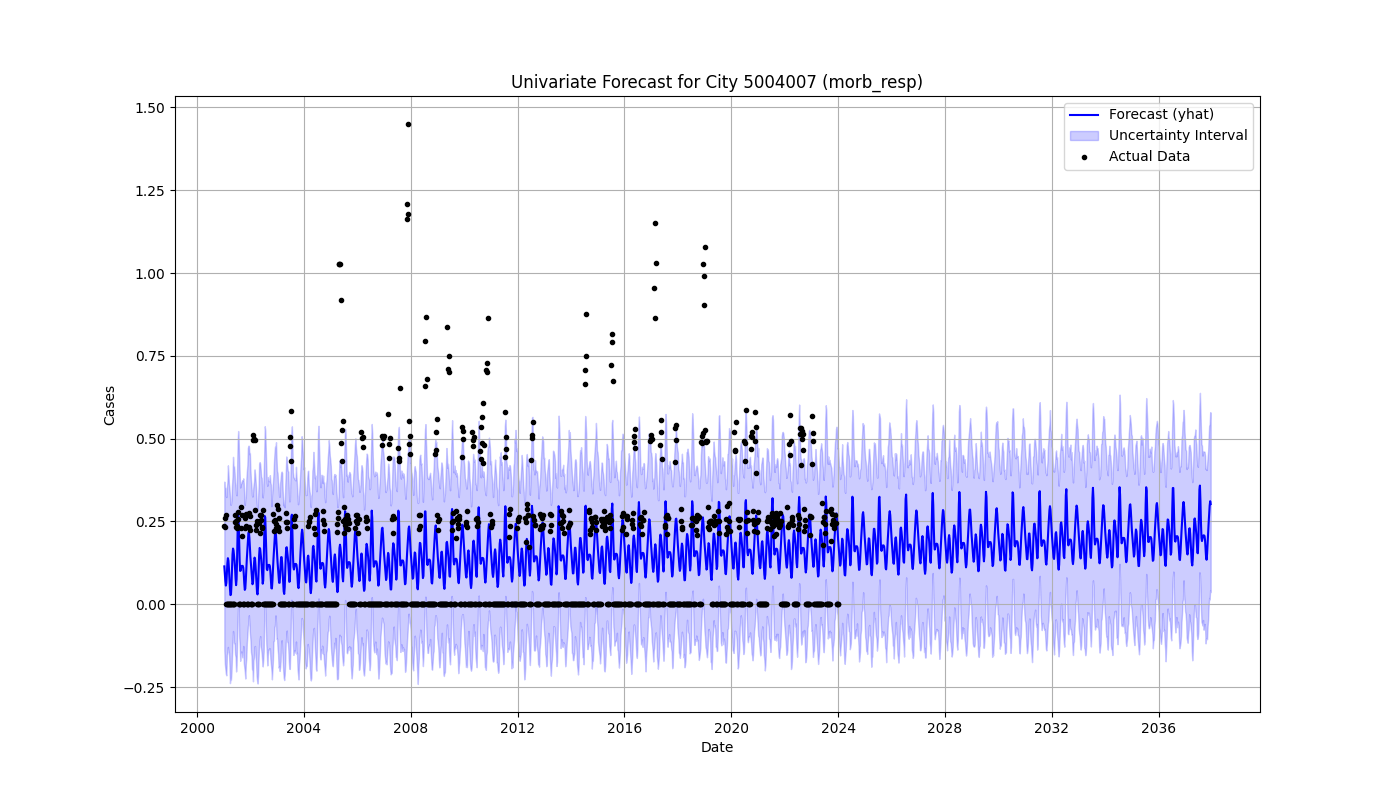 Univariate Forecast for City 5004007 (morb_resp)
Forecast (yhat)
Uncertainty Interval
Actual Data
Cases
1.50
1.25
1.00
0.75
0.50
0.25
0.00
−0.25
2000 2004 2008 2012 2016 2020 2024 2028 2032 2036
Date